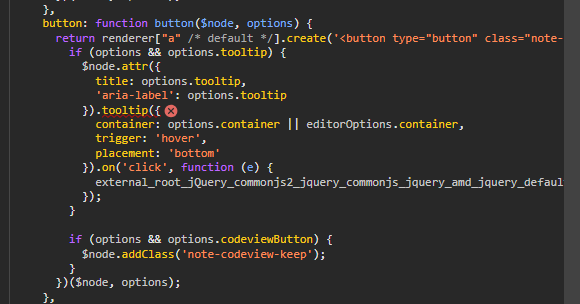 },
button: function button($node, options) {
return renderer["a" /* default */].create('<button type="button" class="note-
if (options && options.tooltip) {
$node.attr({
title: options.tooltip,
'aria-label': options.tooltip
}).tooltip({
container: options.container || editorOptions.container,
trigger: 'hover',
placement: 'bottom'
}).on('click', function (e) {
external_root_jQuery_commonjs2_jquery_commonjs_jquery_amd_jquery_defaul
});
}
if (options && options.codeviewButton) {
$node.addClass('note-codeview-keep');
}
})($node, options);
},